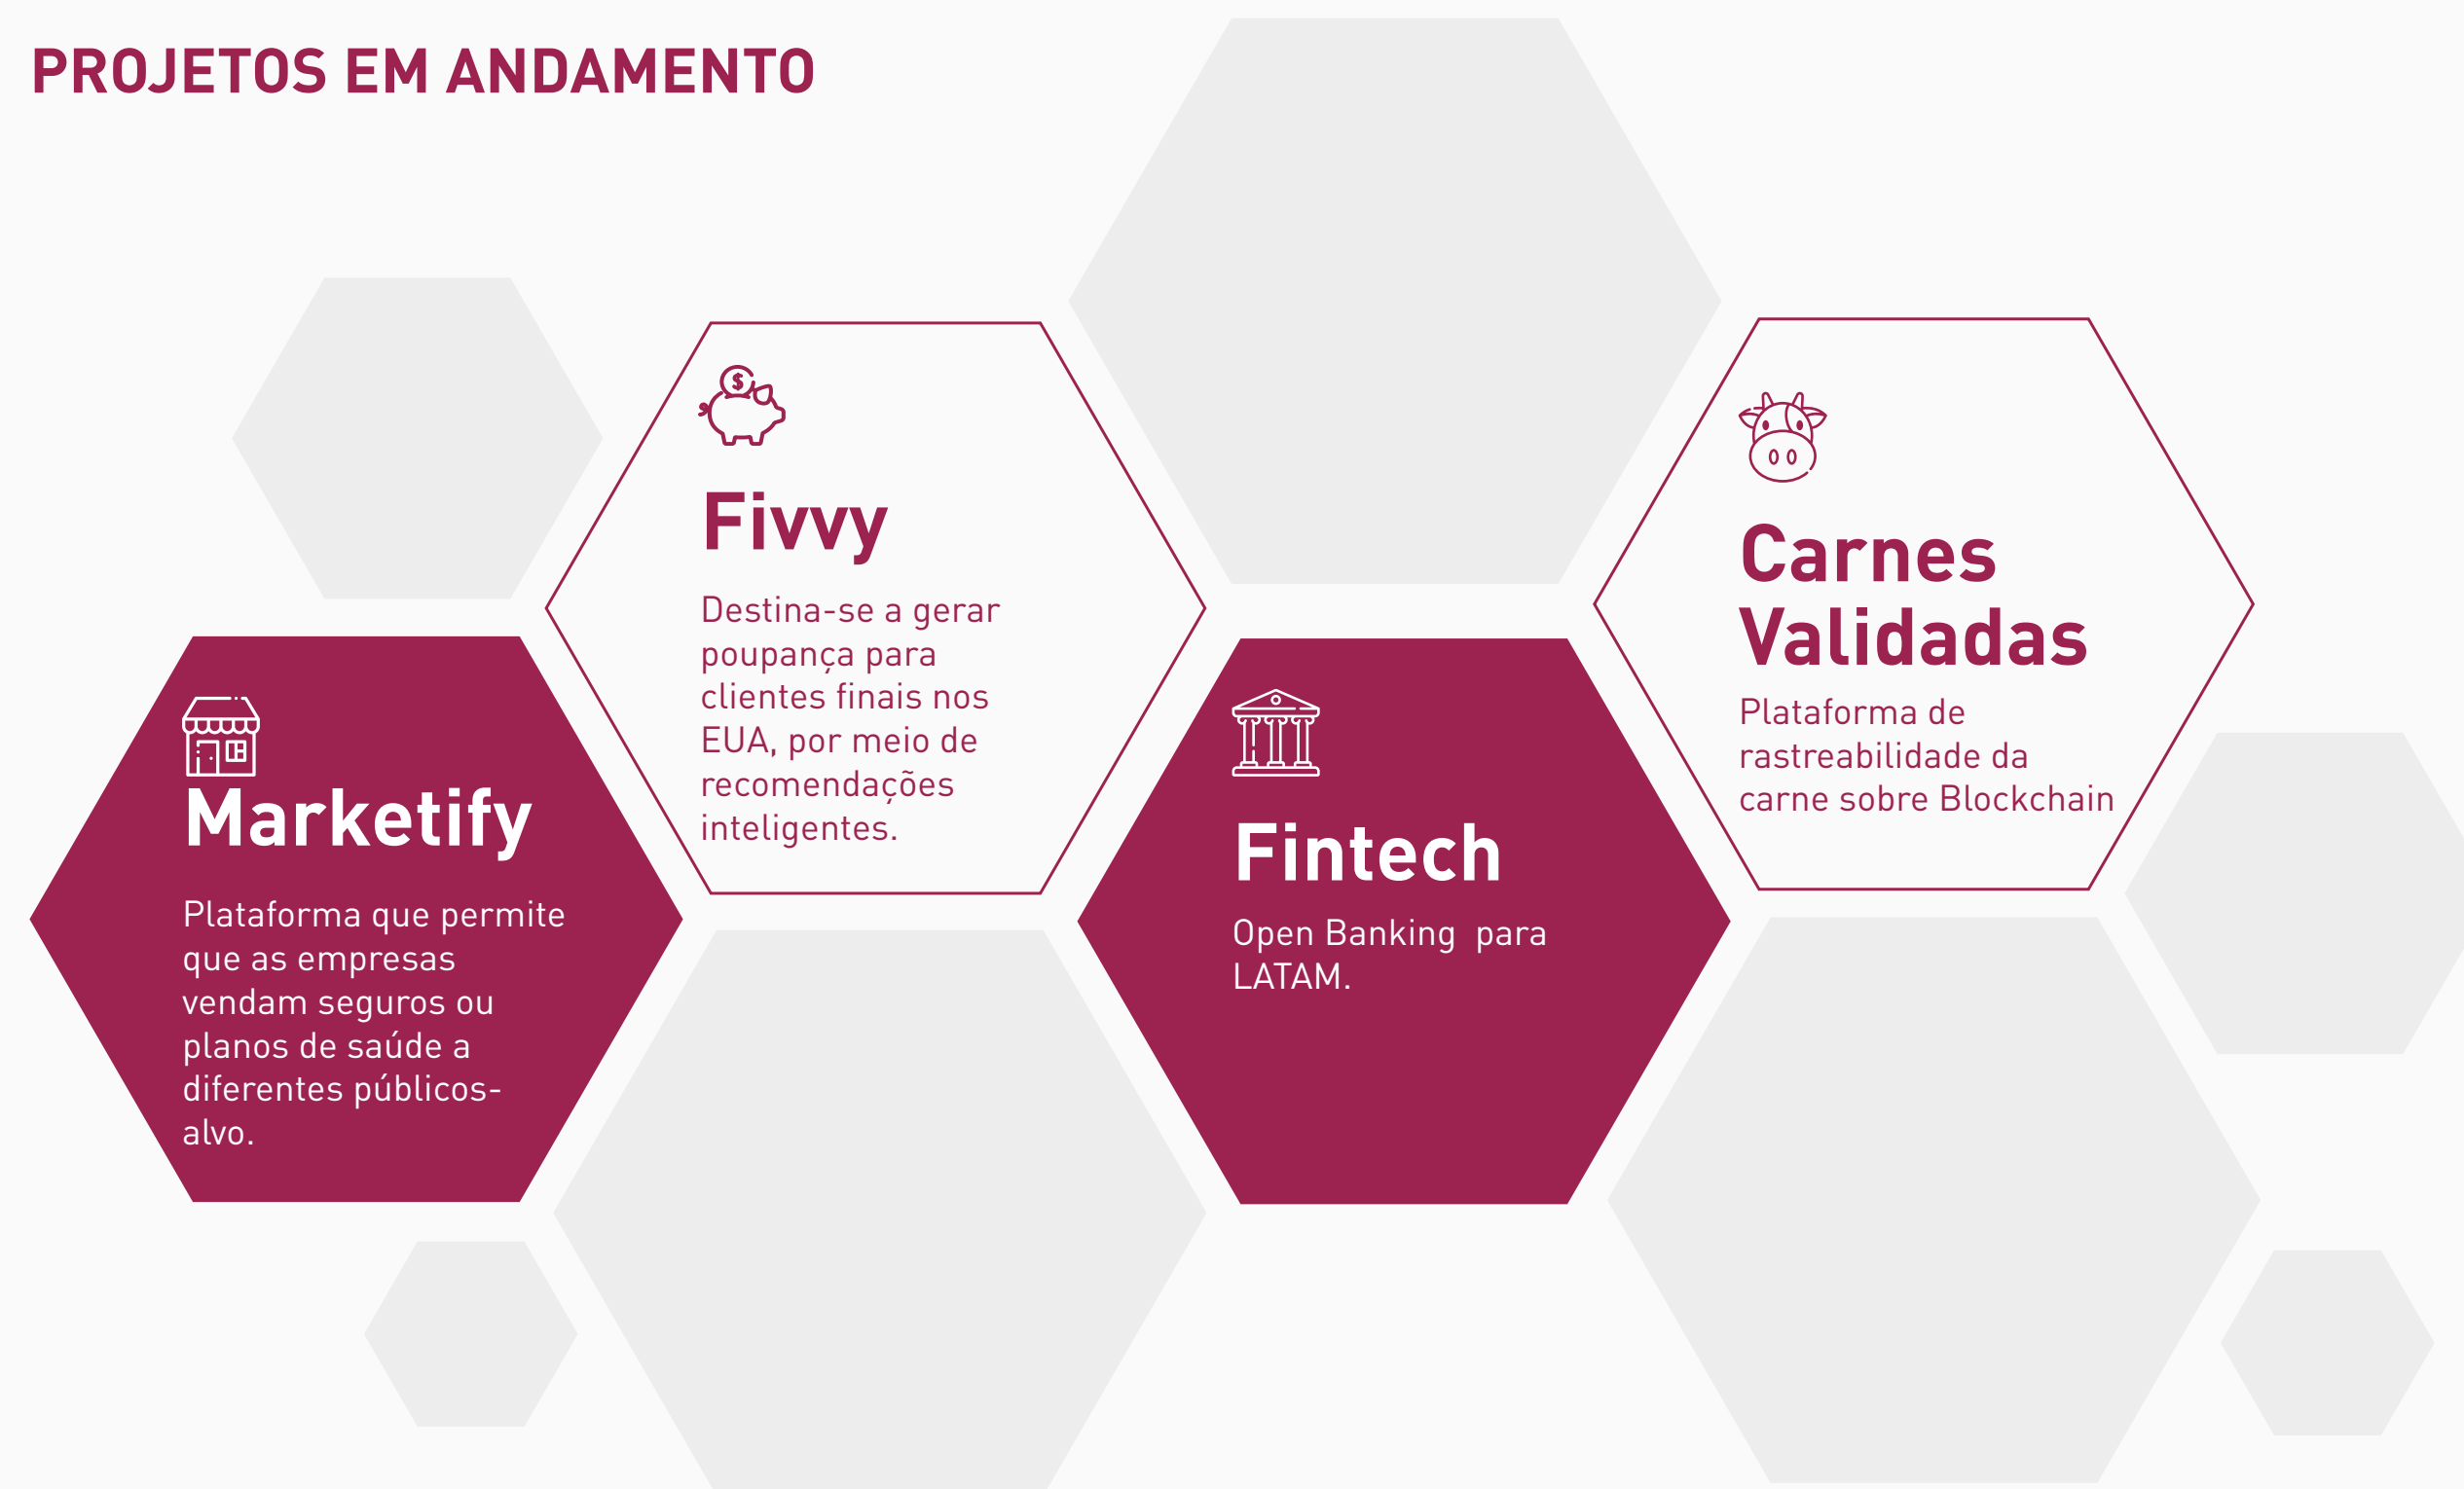 PROJETOS EM ANDAMENTO
Marketify
Plataforma que permite
que as empresas
vendam seguros ou
planos de saúde a
diferentes públicos-
alvo.
$
Fivvy
Destina-se a gerar
poupança para
clientes finais nos
EUA, por meio de
recomendações
inteligentes.
Fintech
Open Banking  para
LATAM.
Carnes
Validadas
Plataforma de
rastreabilidade da
carne sobre Blockchain